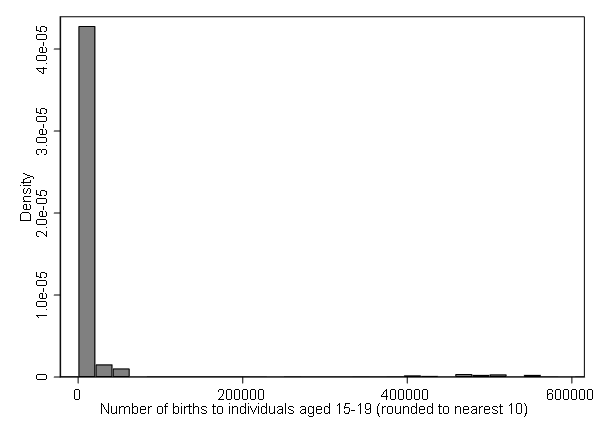 4.0e-05
3.0e-05
Density
2.0e-05
1.0e-05
0
0 200000 400000 600000
Number of births to individuals aged 15-19 (rounded to nearest 10)